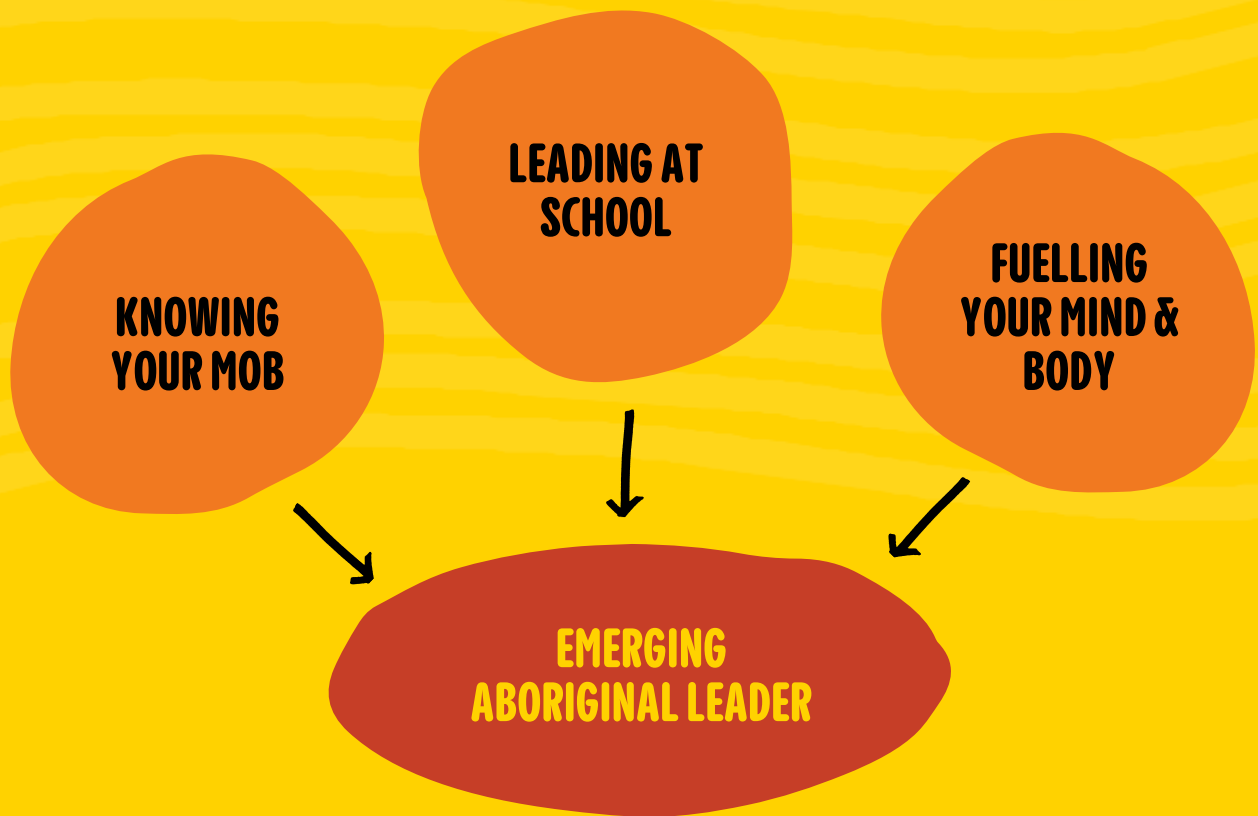 LEADING AT
SCHOOL
KNOWING
YOUR MOB
FUELLING
YOUR MIND &
BODY
EMERGING
ABORIGINAL LEADER